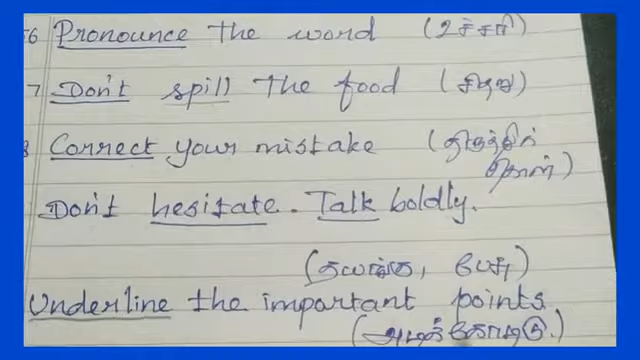 6 Pronounce the word (உச்சரி)
7 Don't spill the food (சிதறு)
Correct your mistake (திருத்திக்
கொள்)
Don't hesitate. Talk boldly.
(தயங்கு, பேசு)
Underline the important points.
(அடிக்கோடிடு.)